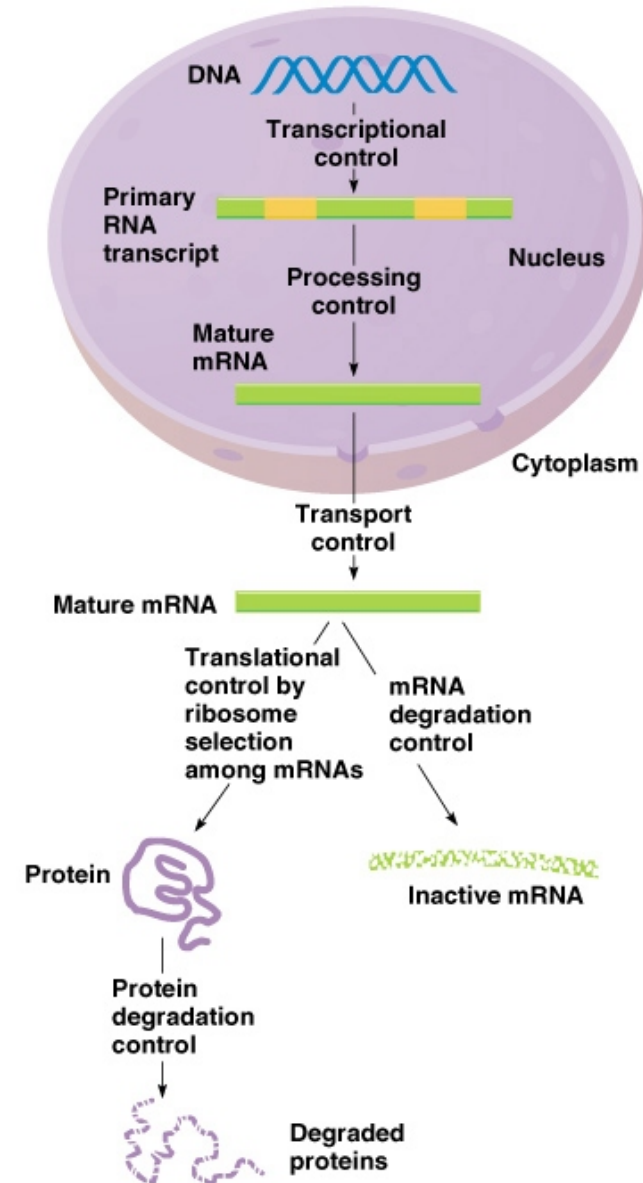 DNA
Transcriptional
control
Primary
RNA
transcript
Nucleus
Processing
control
Mature
mRNA
Cytoplasm
Transport
control
Mature mRNA
Translational
control by
ribosome
selection
among mRNAs
mRNA
degradation
control
Protein
Inactive mRNA
Protein
degradation
control
Degraded
proteins